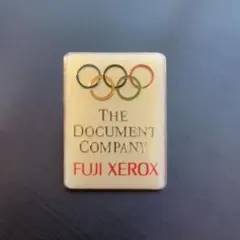 THE
DOCUMENT
COMPANY
FUJI XEROX